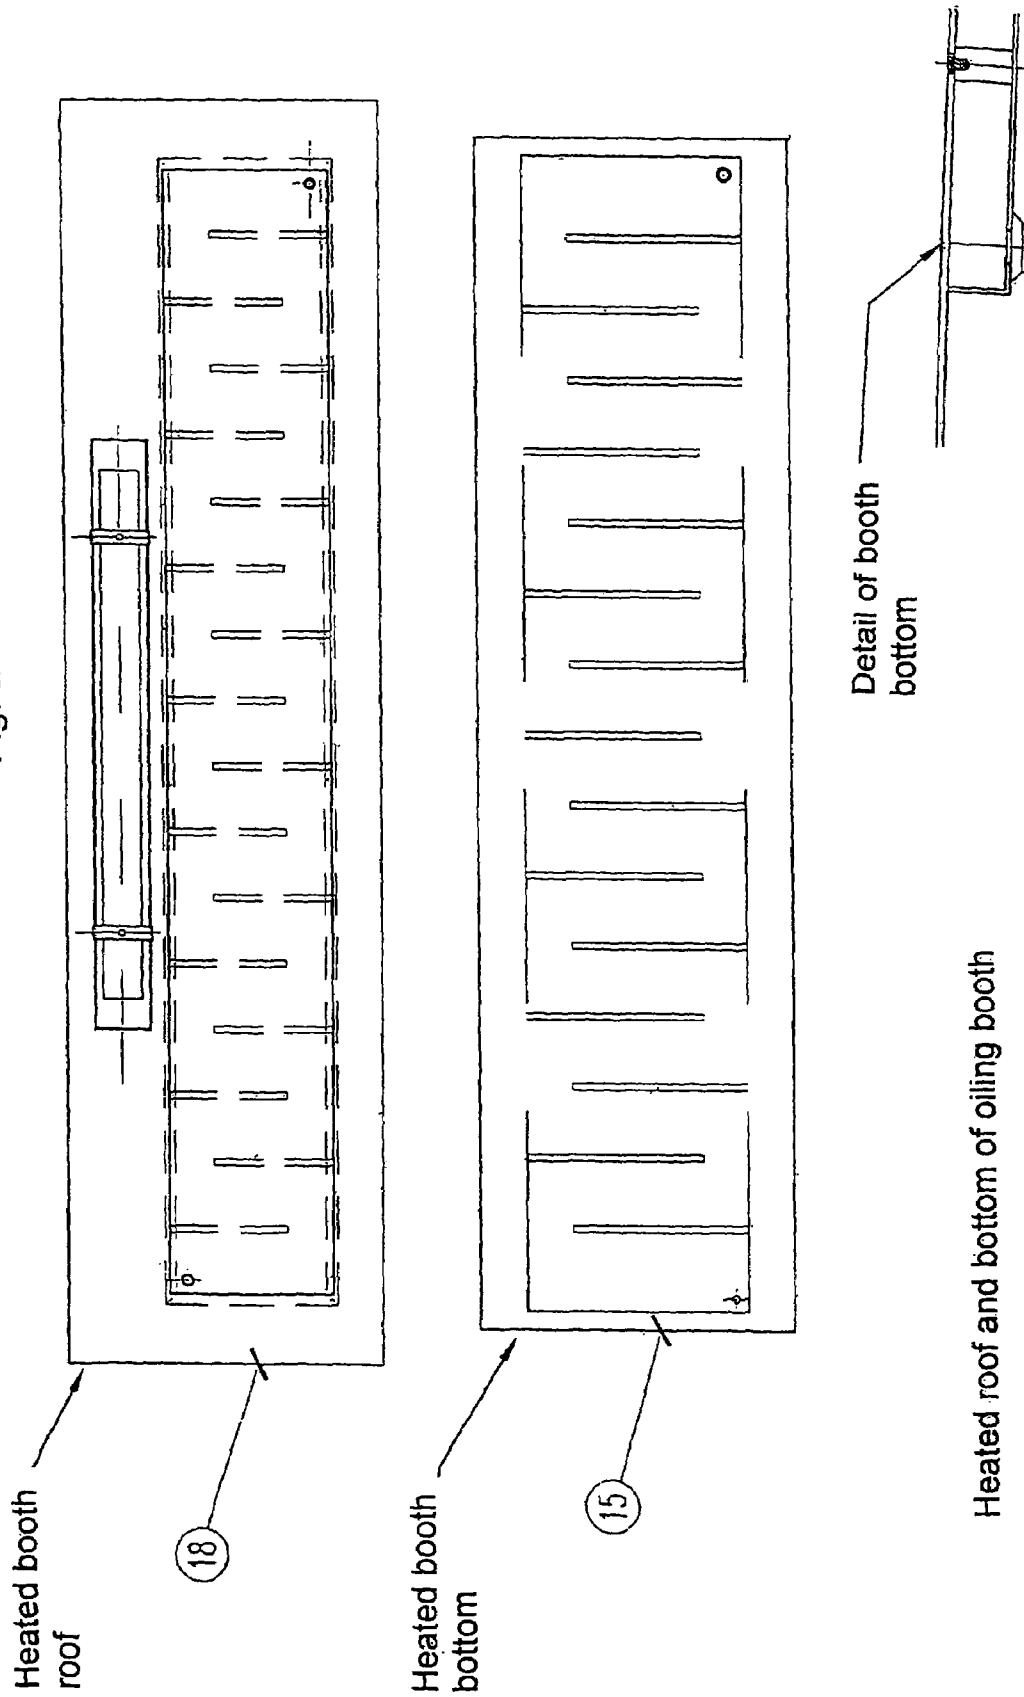 Heated booth
roof
18
Heated booth
bottom
15
Detail of booth
bottom
Heated roof and bottom of oiling booth